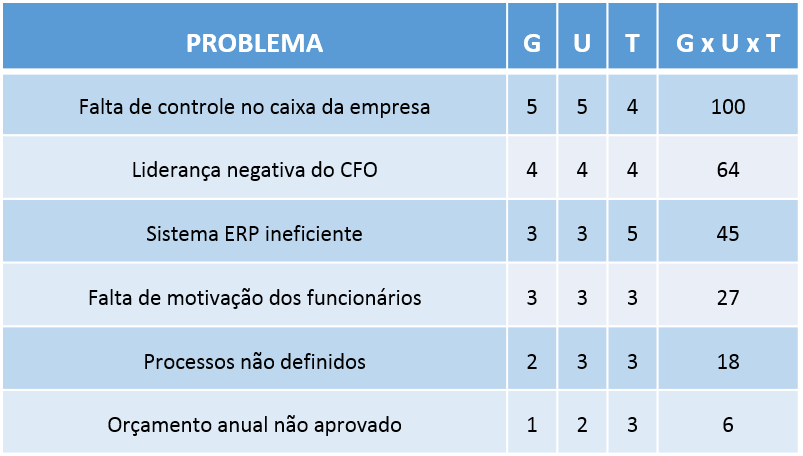 PROBLEMA G U T G x U x T
Falta de controle no caixa da empresa 5 5 4 100
Liderança negativa do CFO 4 4 4 64
Sistema ERP ineficiente 3 3 5 45
Falta de motivação dos funcionários 3 3 3 27
Processos não definidos 2 3 3 18
Orçamento anual não aprovado 1 2 3 6